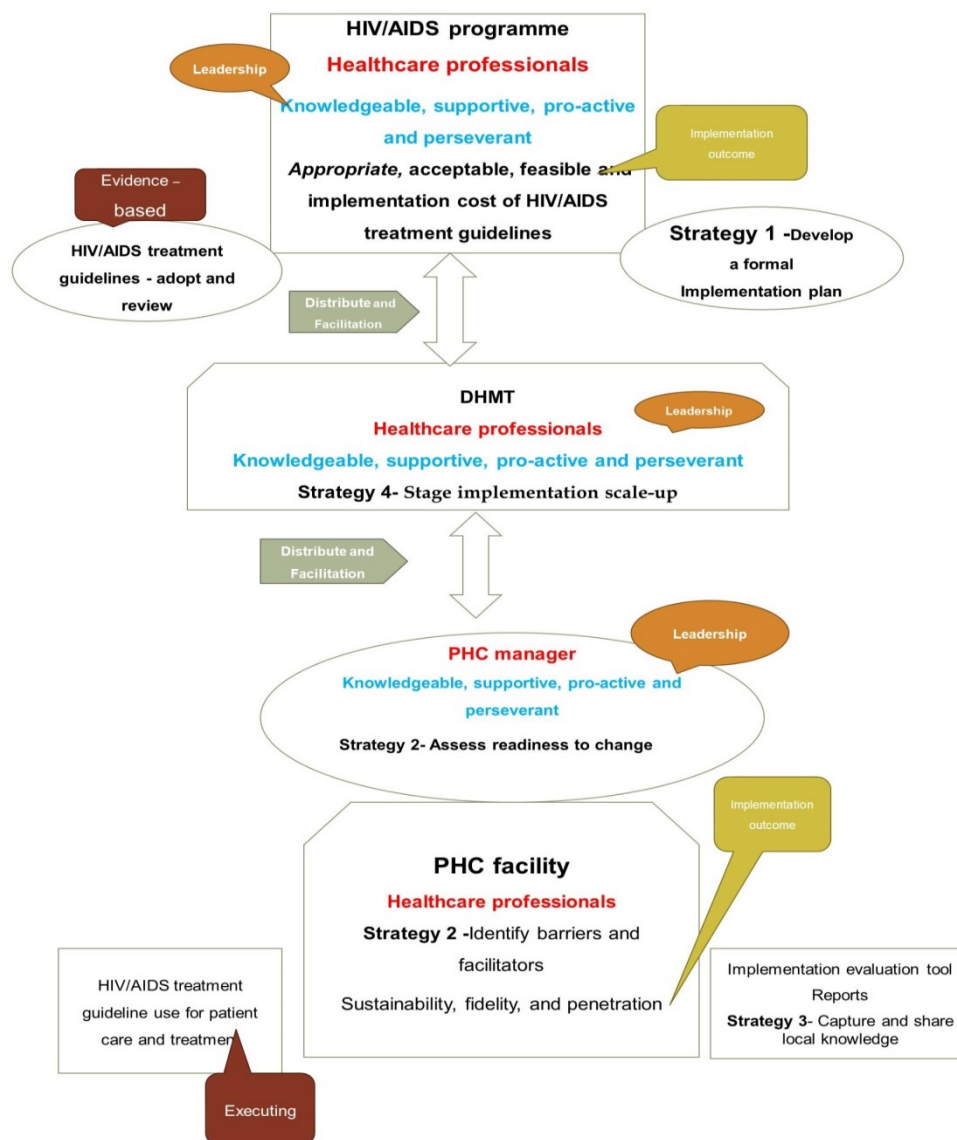 HIV/AIDS programme
Healthcare professionals
Leadership
Knowledgeable, supportive, pro-active
and perseverant
Appropriate, acceptable, feasible and
implementation cost of HIV/AIDS
treatment guidelines
Implementation
outcome
Evidence –
based
HIV/AIDS treatment
guidelines - adopt and
review
Strategy 1 -Develop
a formal
Implementation plan
Distribute and
Facilitation
DHMT
Healthcare professionals
Leadership
Knowledgeable, supportive, pro-active and perseverant
Strategy 4- Stage implementation scale-up
Distribute and
Facilitation
PHC manager
Leadership
Knowledgeable, supportive, pro-active and
perseverant
Strategy 2- Assess readiness to change
Implementation
outcome
PHC facility
Healthcare professionals
Strategy 2 -Identify barriers and
facilitators
Sustainability, fidelity, and penetration
HIV/AIDS treatment
guideline use for patient
care and treatment
Executing
Implementation evaluation tool
Reports
Strategy 3- Capture and share
local knowledge